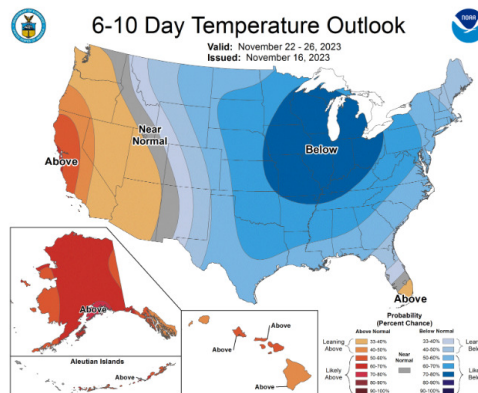 6-10 Day Temperature Outlook
Valid: November 22 - 26, 2023
Issued: November 16, 2023
NOAA
Near
Normal
Above
Below
Above
Above
Above
Above
Above
Above
Aleutian Islands
Above
Probability
(Percent Chance)
Above Normal
Below Normal
Leaning
Above
33-40%
40-50%
50-60%
60-70%
70-80%
80-90%
90-100%
Likely
Above
Near
Normal
33-40%
40-50%
50-60%
60-70%
70-80%
80-90%
90-100%